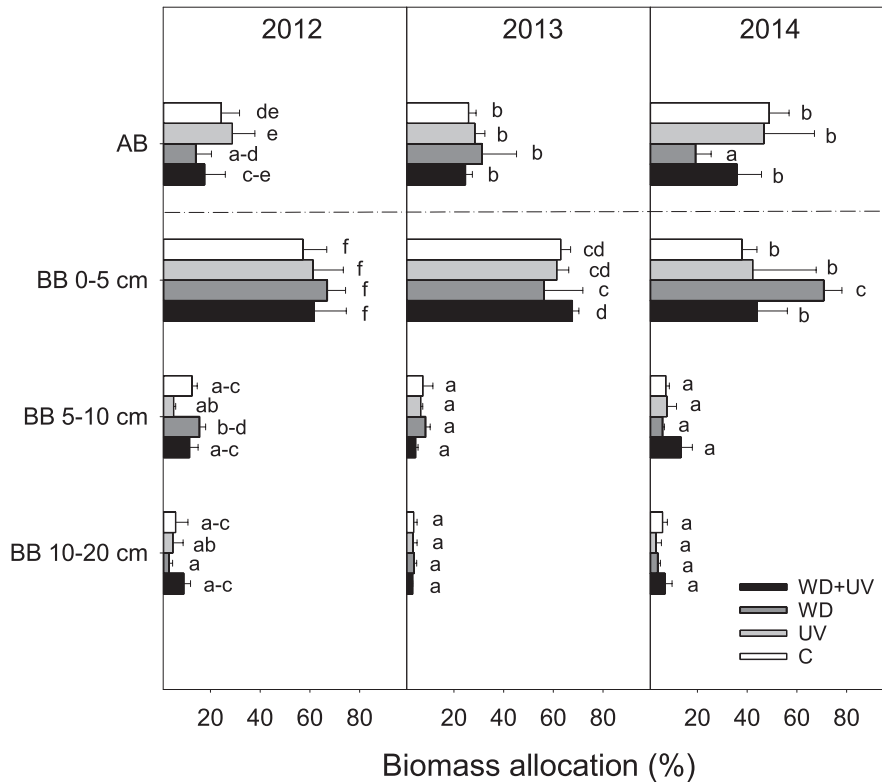 2012 2013 2014
AB
de
e
a-d
c-e
b
b
b
b
b
b
a
b
BB 0-5 cm
f
f
f
f
cd
cd
c
d
b
b
c
b
BB 5-10 cm
a-c
ab
b-d
a-c
a
a
a
a
a
a
a
a
BB 10-20 cm
a-c
ab
a
a-c
a
a
a
a
a
a
a
a
WD+UV
WD
UV
C
20 40 60 80 20 40 60 80 20 40 60 80
Biomass allocation (%)